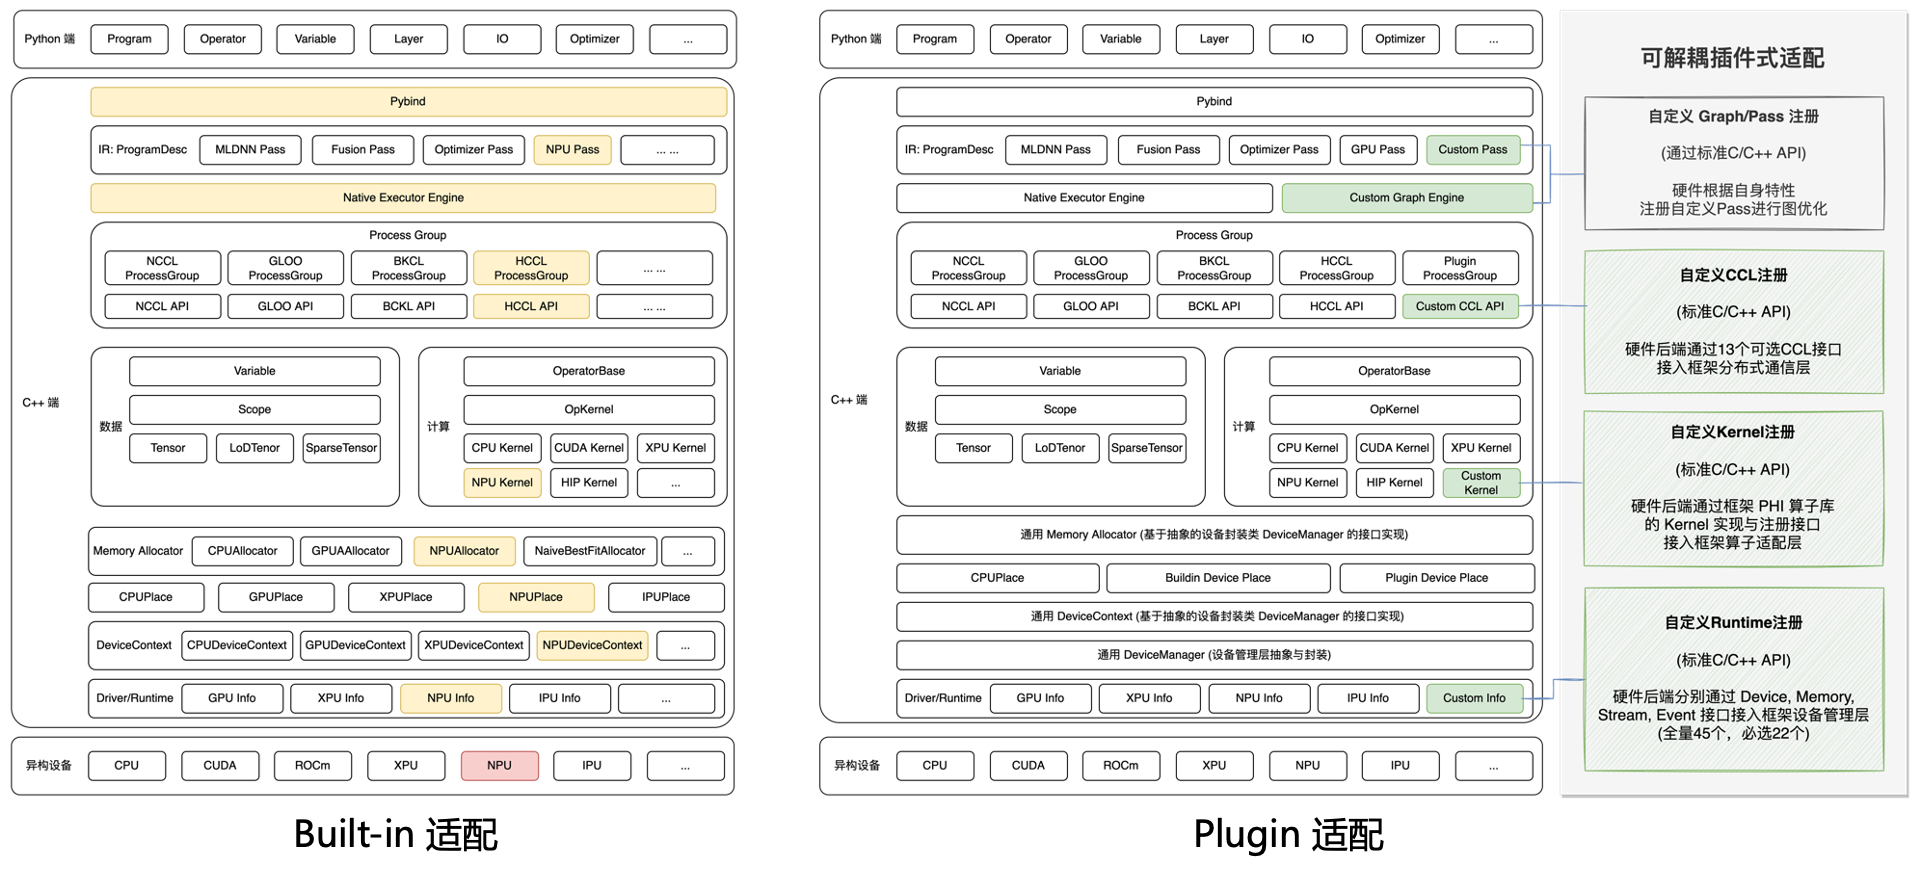 Python 端
Program
Operator
Variable
Layer
IO
Optimizer
...
C++ 端
Pybind
IR: ProgramDesc
MLDNN Pass
Fusion Pass
Optimizer Pass
NPU Pass
... ...
Native Executor Engine
Process Group
NCCL
ProcessGroup
GLOO
ProcessGroup
BKCL
ProcessGroup
HCCL
ProcessGroup
... ...
NCCL API
GLOO API
BCKL API
HCCL API
... ...
数据
Variable
Scope
Tensor
LoDTenor
SparseTensor
计算
OperatorBase
OpKernel
CPU Kernel
CUDA Kernel
XPU Kernel
NPU Kernel
HIP Kernel
...
Memory Allocator
CPUAllocator
GPUAAllocator
NPUAllocator
NaiveBestFitAllocator
...
CPUPlace
GPUPlace
XPUPlace
NPUPlace
IPUPlace
DeviceContext
CPUDeviceContext
GPUDeviceContext
XPUDeviceContext
NPUDeviceContext
...
Driver/Runtime
GPU Info
XPU Info
NPU Info
IPU Info
...
异构设备
CPU
CUDA
ROCm
XPU
NPU
IPU
...
Built-in 适配
Python 端
Program
Operator
Variable
Layer
IO
Optimizer
...
C++ 端
Pybind
IR: ProgramDesc
MLDNN Pass
Fusion Pass
Optimizer Pass
GPU Pass
Custom Pass
Native Executor Engine
Custom Graph Engine
Process Group
NCCL
ProcessGroup
GLOO
ProcessGroup
BKCL
ProcessGroup
HCCL
ProcessGroup
Plugin
ProcessGroup
NCCL API
GLOO API
BCKL API
HCCL API
Custom CCL API
数据
Variable
Scope
Tensor
LoDTenor
SparseTensor
计算
OperatorBase
OpKernel
CPU Kernel
CUDA Kernel
XPU Kernel
NPU Kernel
HIP Kernel
Custom
Kernel
通用 Memory Allocator (基于抽象的设备封装类 DeviceManager 的接口实现)
CPUPlace
Buildin Device Place
Plugin Device Place
通用 DeviceContext (基于抽象的设备封装类 DeviceManager 的接口实现)
通用 DeviceManager (设备管理层抽象与封装)
Driver/Runtime
GPU Info
XPU Info
NPU Info
IPU Info
Custom Info
异构设备
CPU
CUDA
ROCm
XPU
NPU
IPU
...
Plugin 适配
可解耦插件式适配
自定义 Graph/Pass 注册
(通过标准C/C++ API)
硬件根据自身特性
注册自定义Pass进行图优化
自定义CCL注册
(标准C/C++ API)
硬件后端通过13个可选CCL接口
接入框架分布式通信层
自定义Kernel注册
(标准C/C++ API)
硬件后端通过框架 PHI 算子库
的 Kernel 实现与注册接口
接入框架算子适配层
自定义Runtime注册
(标准C/C++ API)
硬件后端分别通过 Device, Memory,
Stream, Event 接口接入框架设备管理层
(全量45个，必选22个)